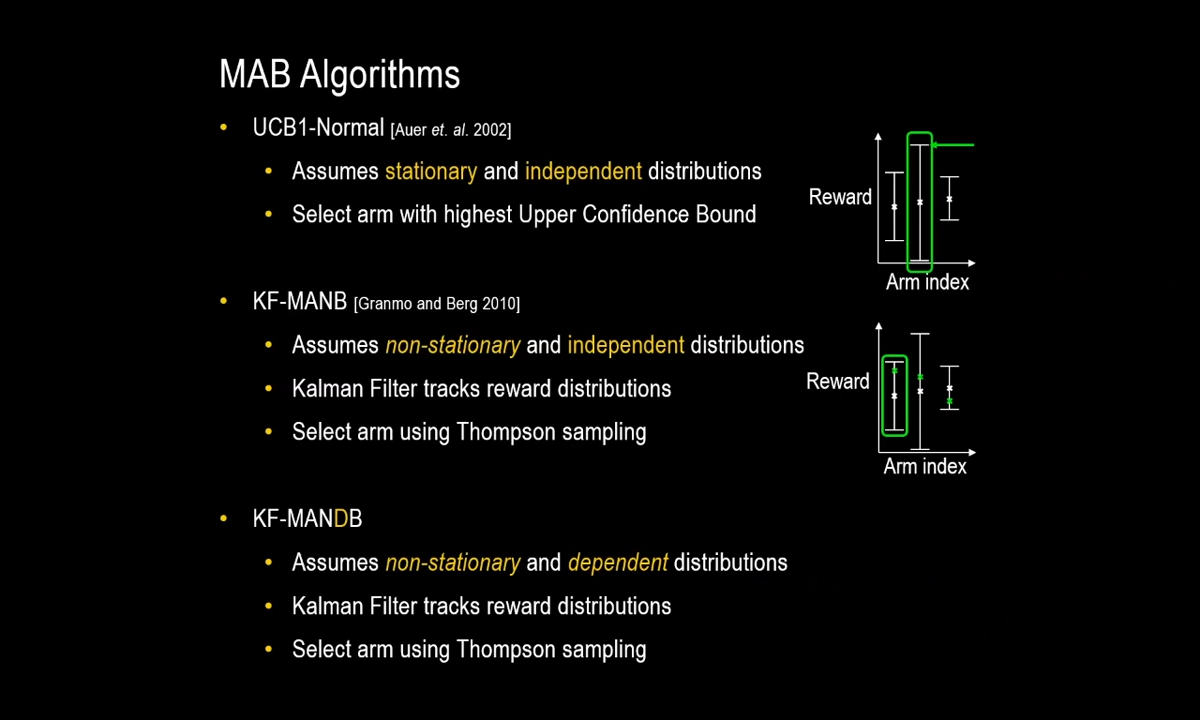 MAB Algorithms
• UCB1-Normal [Auer et. al. 2002]
• Assumes stationary and independent distributions
• Select arm with highest Upper Confidence Bound
Reward
Arm index
• KF-MANB [Granmo and Berg 2010]
• Assumes non-stationary and independent distributions
• Kalman Filter tracks reward distributions
• Select arm using Thompson sampling
Reward
Arm index
• KF-MANDB
• Assumes non-stationary and dependent distributions
• Kalman Filter tracks reward distributions
• Select arm using Thompson sampling